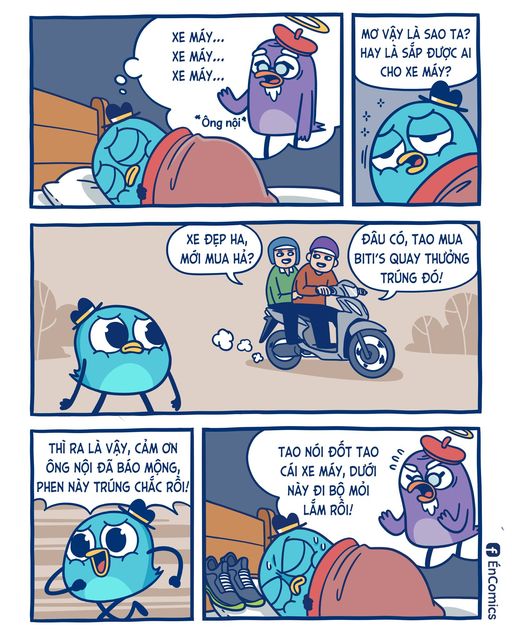 XE MÁY...
XE MÁY...
XE MÁY...
*Ông nội*
MƠ VẬY LÀ SAO TA?
HAY LÀ SẮP ĐƯỢC AI
CHO XE MÁY?
XE ĐẸP HA,
MỚI MUA HẢ?
ĐÂU CÓ, TAO MUA
BITI'S QUAY THƯỞNG
TRÚNG ĐÓ!
THÌ RA LÀ VẬY, CẢM ƠN
ÔNG NỘI ĐÃ BÁO MỘNG,
PHEN NÀY TRÚNG CHẮC RỒI!
TAO NÓI ĐỐT TAO
CÁI XE MÁY, DƯỚI
NÀY ĐI BỘ MỎI
LẮM RỒI!
f ÉnComics